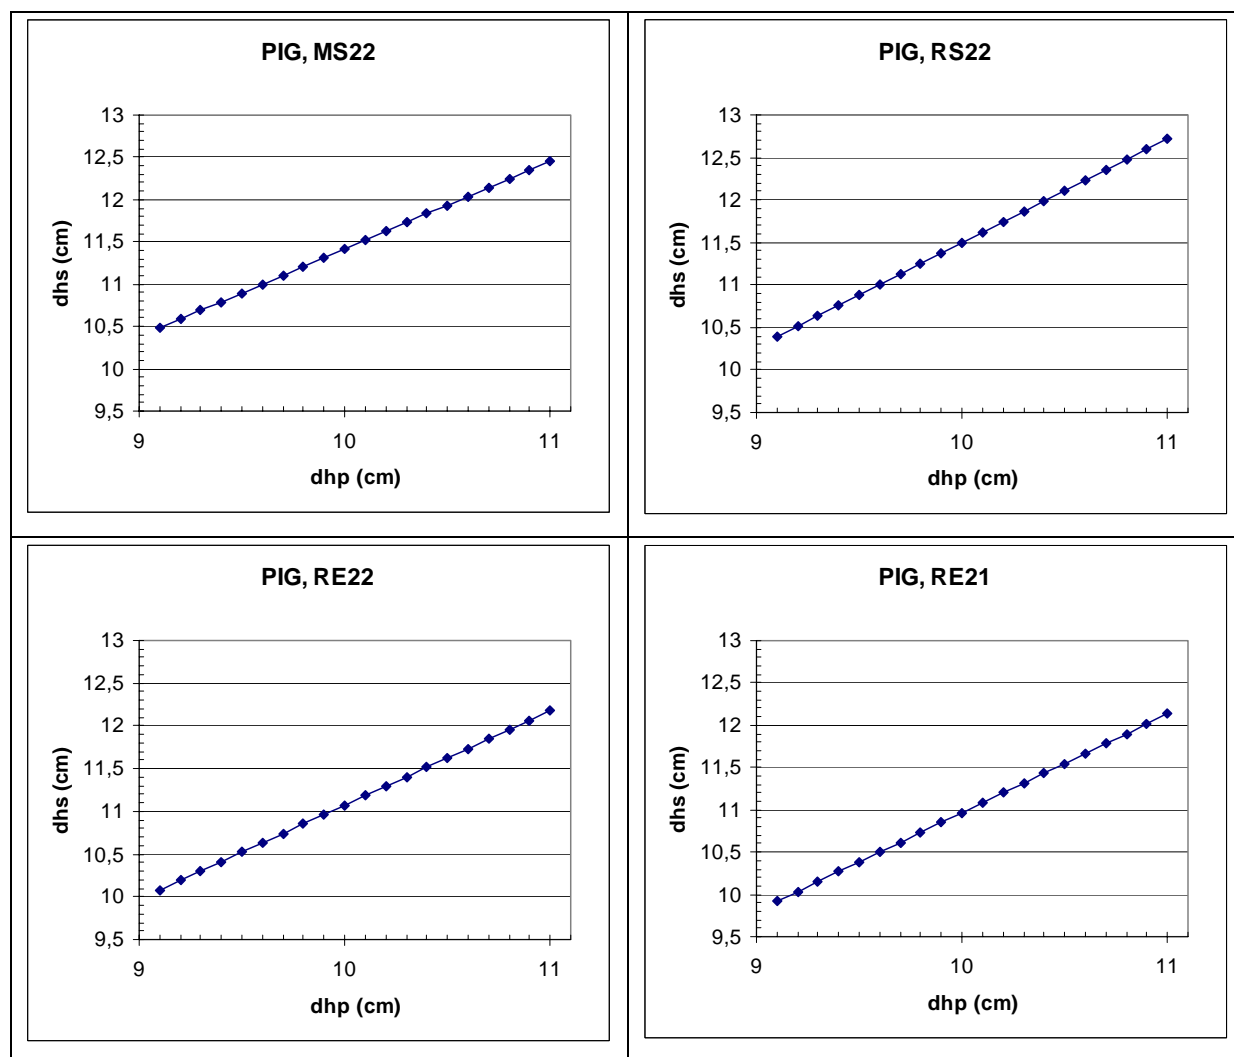 PIG, MS22
13
12,5
12
11,5
11
10,5
10
9,5
dhs (cm)
9 10 11
dhp (cm)
PIG, RS22
13
12,5
12
11,5
11
10,5
10
9,5
dhs (cm)
9 10 11
dhp (cm)
PIG, RE22
13
12,5
12
11,5
11
10,5
10
9,5
dhs (cm)
9 10 11
dhp (cm)
PIG, RE21
13
12,5
12
11,5
11
10,5
10
9,5
dhs (cm)
9 10 11
dhp (cm)